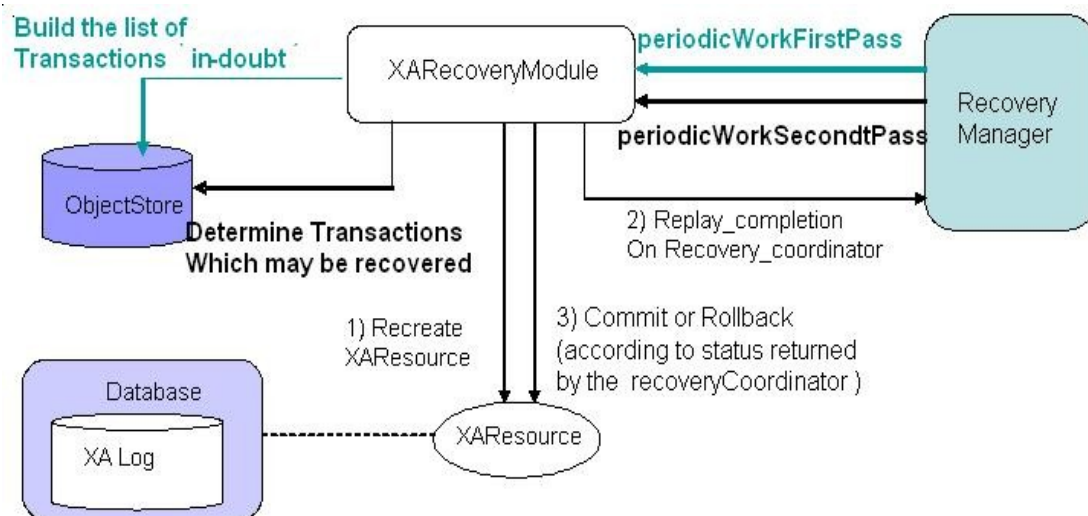 Build the list of
Transactions ` in-doubt`
periodicWorkFirstPass
XARecoveryModule
Recovery
Manager
periodicWorkSecondtPass
ObjectStore
Determine Transactions
Which may be recovered
2) Replay_completion
On Recovery_coordinator
1) Recreate
XAResource
3) Commit or Rollback
(according to status returned
by the recoveryCoordinator )
Database
XA Log
XAResource